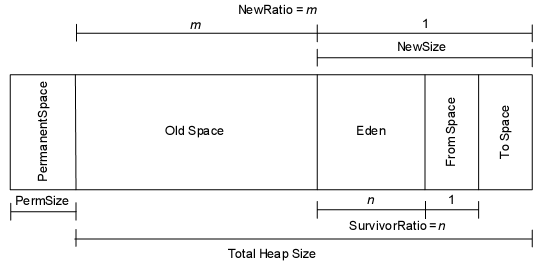 NewRatio = m
m
1
NewSize
PermanentSpace
Old Space
Eden
From Space
To Space
PermSize
n
1
SurvivorRatio = n
Total Heap Size